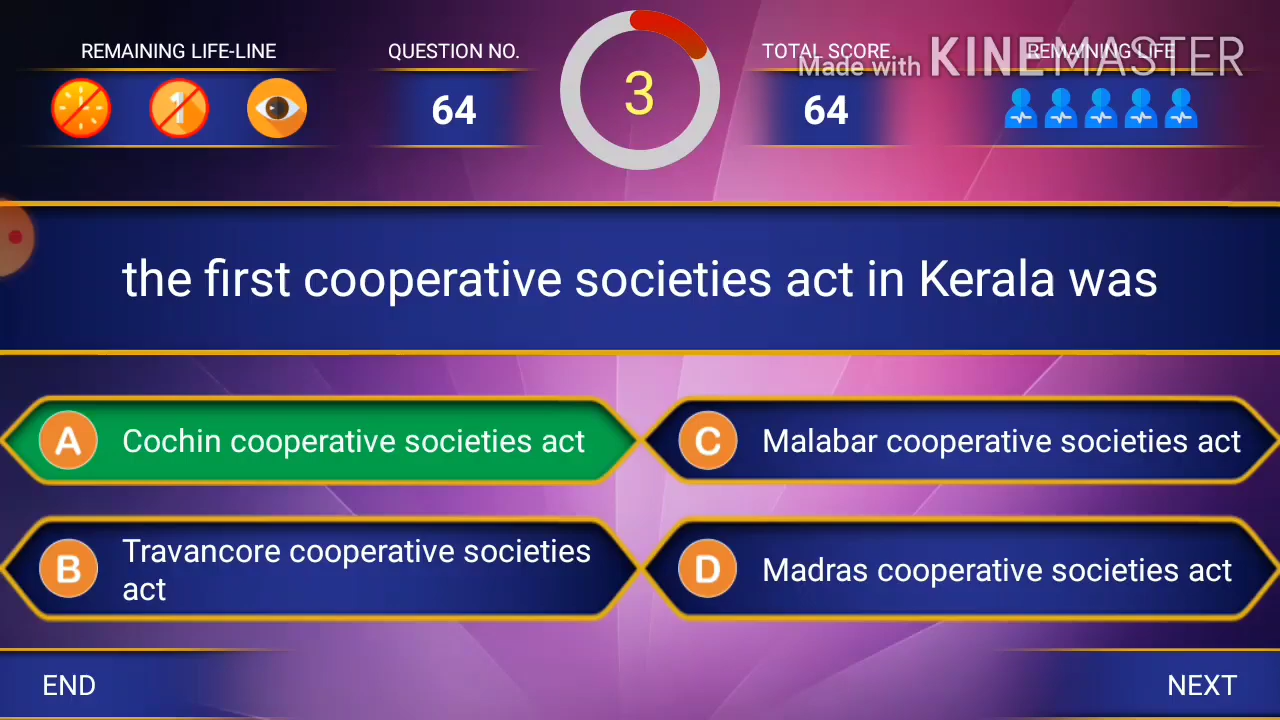 REMAINING LIFE-LINE
QUESTION NO.
TOTAL SCORE
REMAINING LIFE
Made with KINEMASTER
1
64
3
64
the first cooperative societies act in Kerala was
A Cochin cooperative societies act
C Malabar cooperative societies act
B Travancore cooperative societies
act
D Madras cooperative societies act
END
NEXT